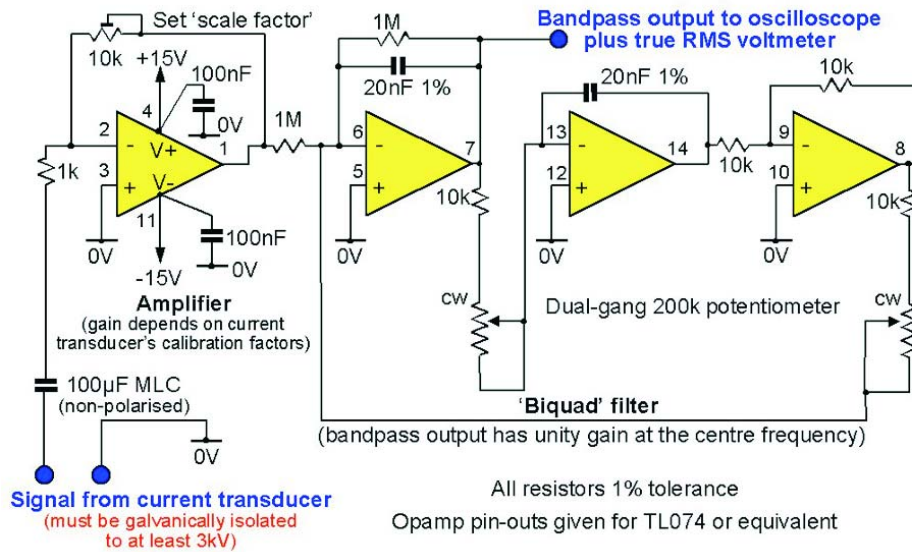 Set 'scale factor'
10k
+15V
100nF
4
0V
2
-
V+
1
1k
3
+
V-
11
0V
100nF
0V
-15V
Amplifier
(gain depends on current
transducer's calibration factors)
100µF MLC
(non-polarised)
0V
Signal from current transducer
(must be galvanically isolated
to at least 3kV)
1M
1M
20nF 1%
6
-
7
5
+
0V
10k
cw
Bandpass output to oscilloscope
plus true RMS voltmeter
20nF 1%
13
-
14
12
+
0V
10k
10k
9
-
8
10
+
0V
10k
cw
Dual-gang 200k potentiometer
'Biquad' filter
(bandpass output has unity gain at the centre frequency)
All resistors 1% tolerance
Opamp pin-outs given for TL074 or equivalent